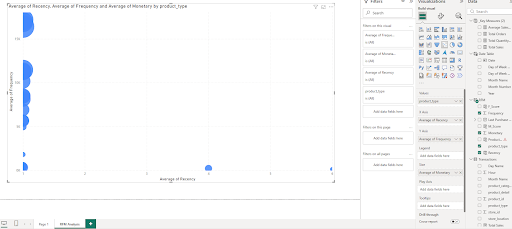 Average of Recency, Average of Frequency and Average of Monetary by product_type
Average of Frequency
Average of Recency
Page 1
RFM Analysis
Filters
Search
Filters on this visual
Average of Freque...
is (All)
Average of Moneta...
is (All)
Average of Recency
is (All)
product_type
is (All)
Add data fields here
Filters on this page
Add data fields here
Filters on all pages
Add data fields here
Visualizations
Build visual
Values
product_type
X Axis
Average of Recency
Y Axis
Average of Frequency
Legend
Add data fields here
Size
Average of Monetary
Play Axis
Add data fields here
Tooltips
Add data fields here
Drill through
Cross-report
Data
Search
Average Sales...
Total Orders
Total Quantity...
Total Sales
Date Table
Date
Day of Week...
Day of Week...
Month Name
Month Number
Year
F_Score
Frequency
Last Purchase...
M_Score
Monetary
product_type
Recency
Transactions
Day Name
Hour
Month Name
product_categ...
product_detail
product_id
product_type
store_id
store_location
Total Sales